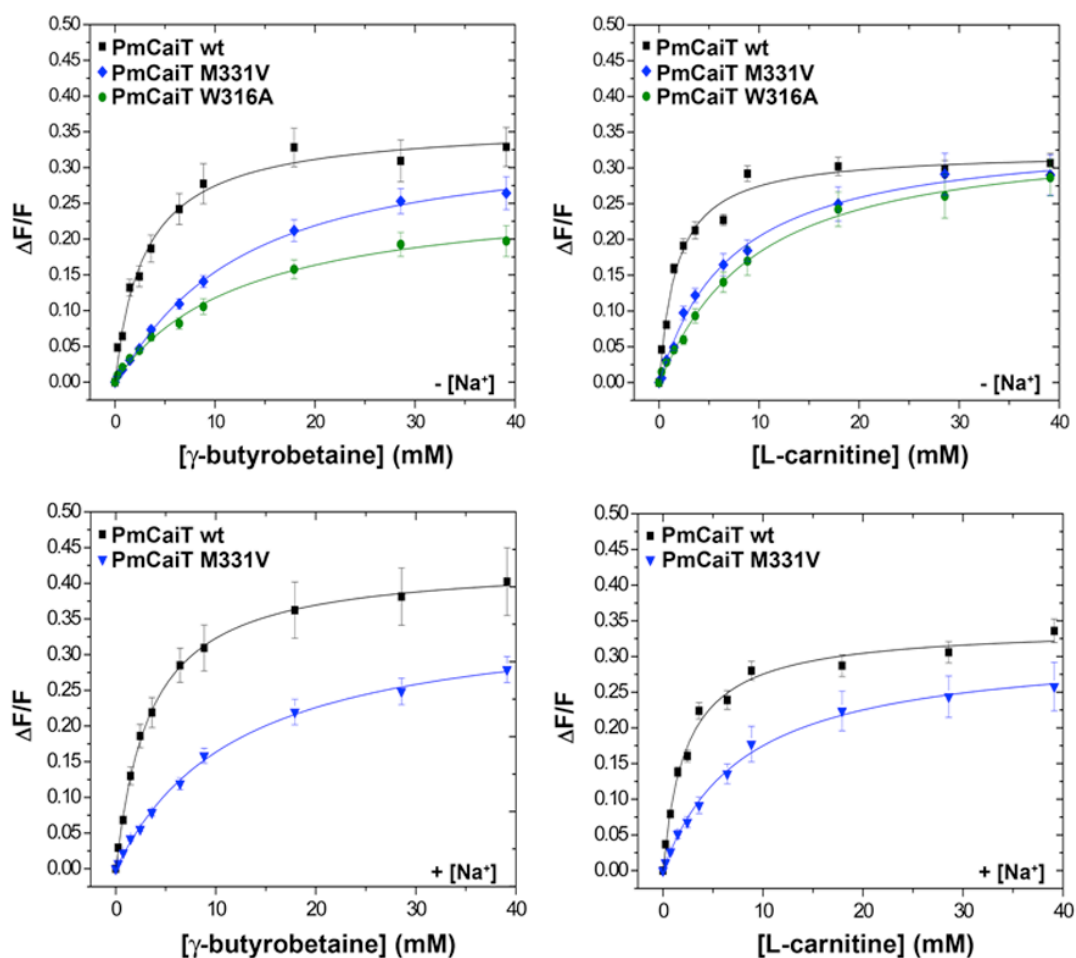 0.50
0.45
0.40
0.35
0.30
0.25
0.20
0.15
0.10
0.05
0.00
ΔF/F
PmCaiT wt
PmCaiT M331V
PmCaiT W316A
- [Na⁺]
0 10 20 30 40
[γ-butyrobetaine] (mM)
0.50
0.45
0.40
0.35
0.30
0.25
0.20
0.15
0.10
0.05
0.00
ΔF/F
PmCaiT wt
PmCaiT M331V
PmCaiT W316A
- [Na⁺]
0 10 20 30 40
[L-carnitine] (mM)
0.50
0.45
0.40
0.35
0.30
0.25
0.20
0.15
0.10
0.05
0.00
ΔF/F
PmCaiT wt
PmCaiT M331V
+ [Na⁺]
0 10 20 30 40
[γ-butyrobetaine] (mM)
0.50
0.45
0.40
0.35
0.30
0.25
0.20
0.15
0.10
0.05
0.00
ΔF/F
PmCaiT wt
PmCaiT M331V
+ [Na⁺]
0 10 20 30 40
[L-carnitine] (mM)